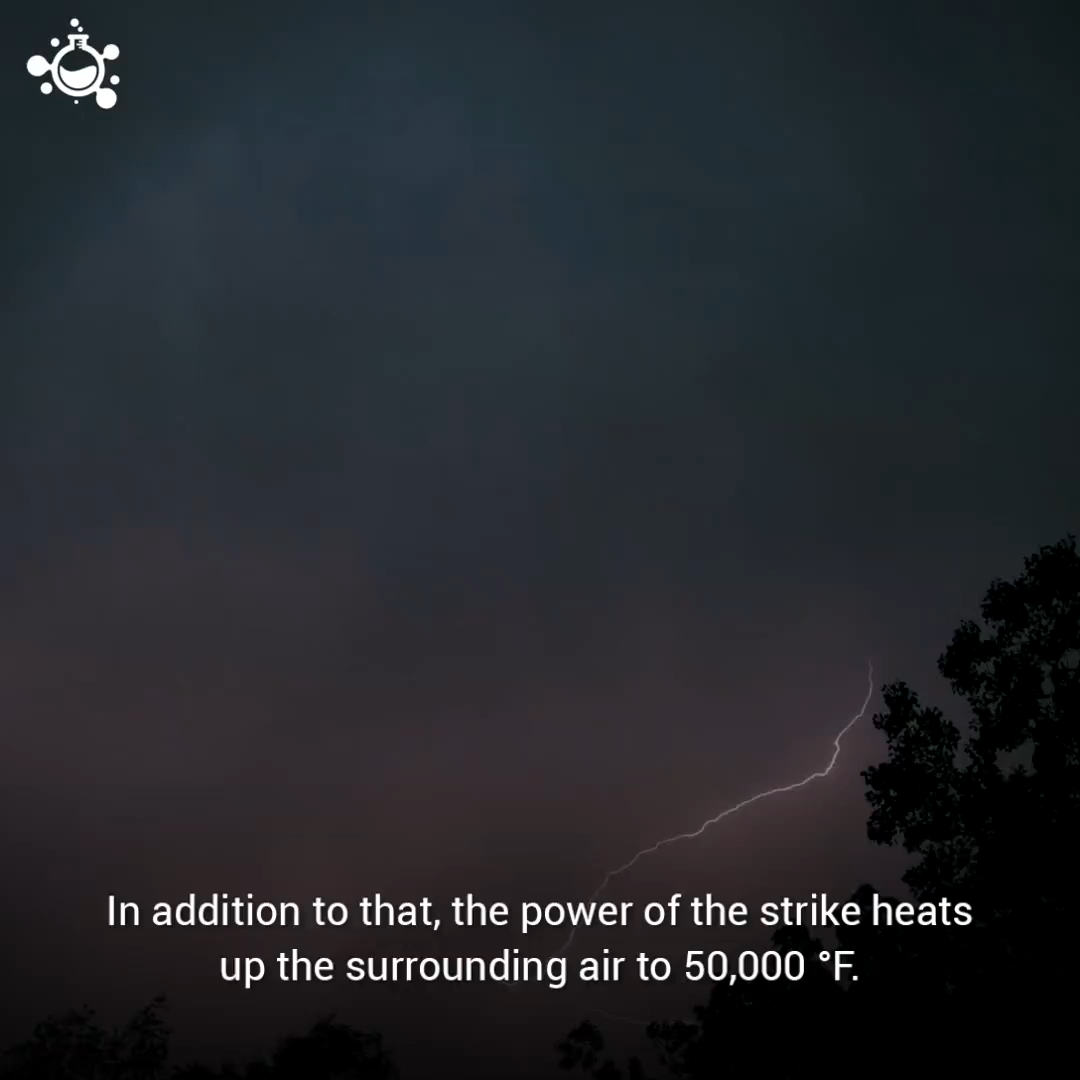 In addition to that, the power of the strike heats
up the surrounding air to 50,000 °F.